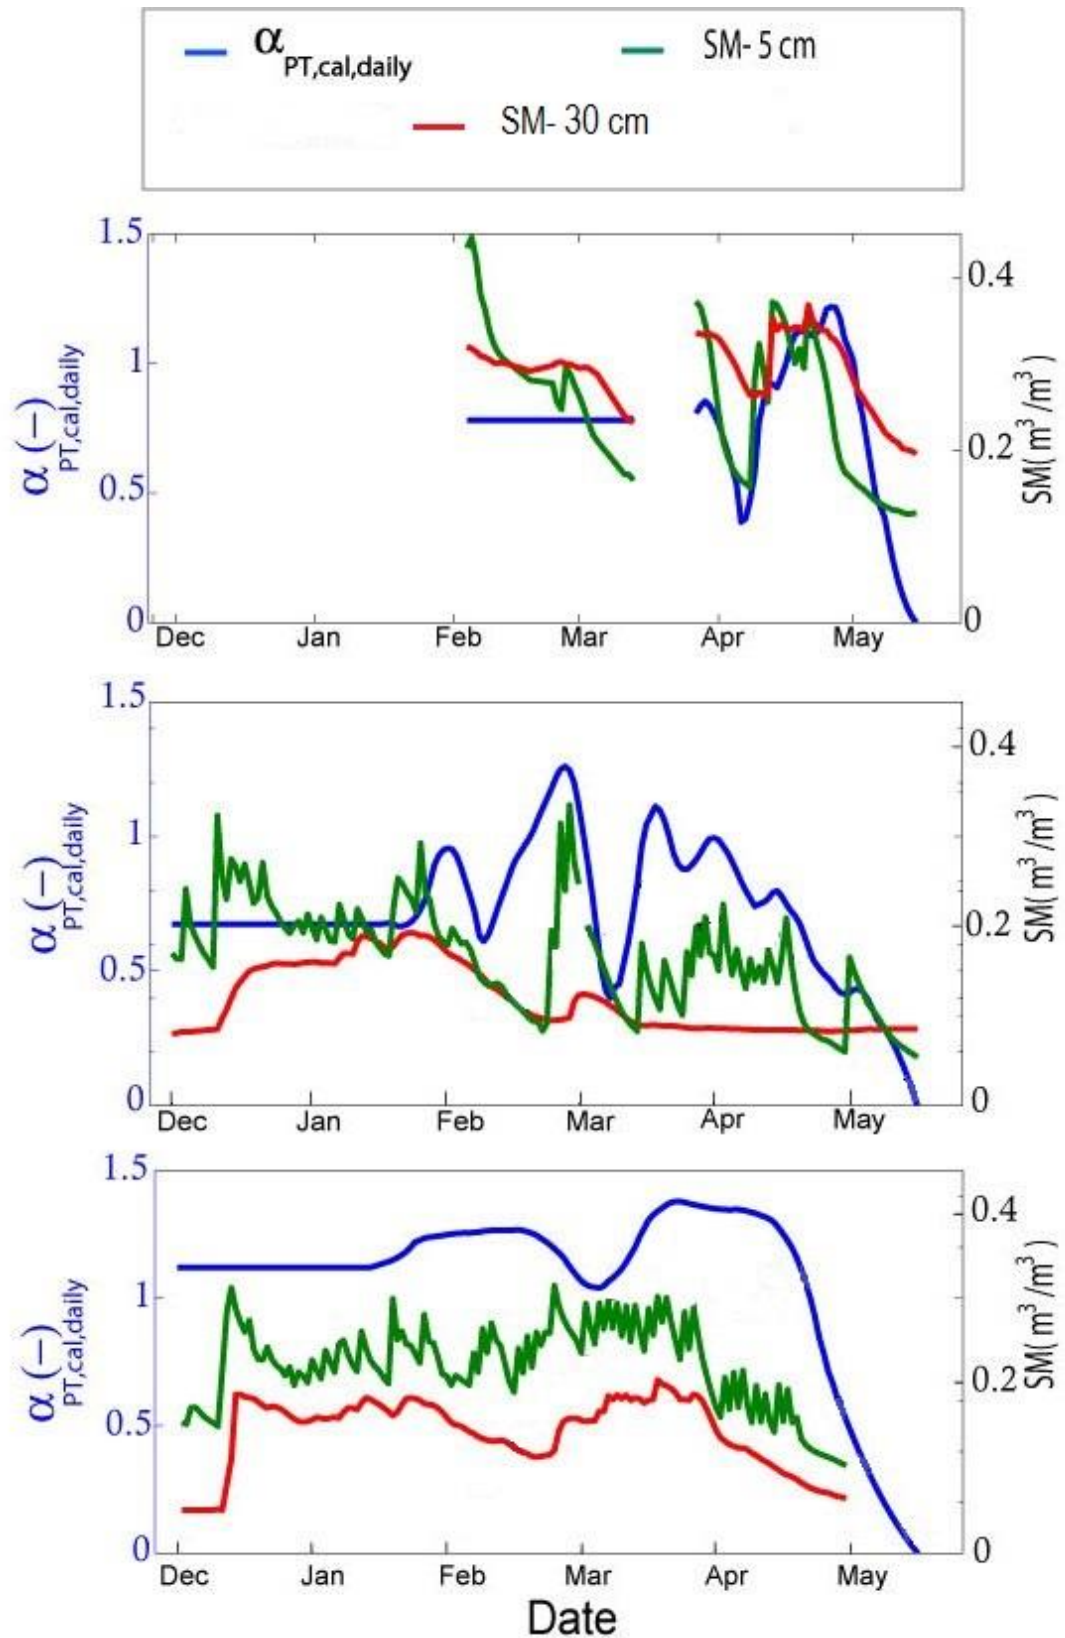 α PT,cal,daily SM- 5 cm
SM- 30 cm
1.5
1
0.5
0
α (−) PT,cal,daily
0.4
0.2
0
SM( m³/m³)
Dec Jan Feb Mar Apr May
1.5
1
0.5
0
α (−) PT,cal,daily
0.4
0.2
0
SM( m³/m³)
Dec Jan Feb Mar Apr May
1.5
1
0.5
0
α (−) PT,cal,daily
0.4
0.2
0
SM( m³/m³)
Dec Jan Feb Mar Apr May
Date